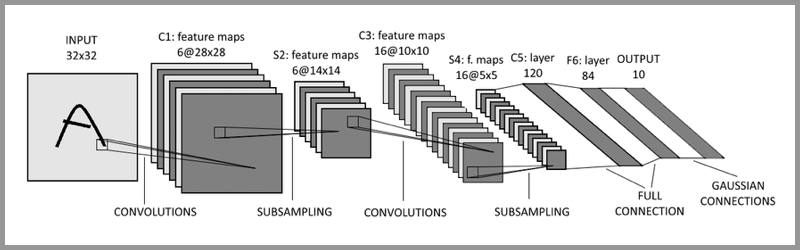 INPUT
32x32
C1: feature maps
6@28x28
S2: feature maps
6@14x14
C3: feature maps
16@10x10
S4: f. maps
16@5x5
C5: layer
120
F6: layer
84
OUTPUT
10
CONVOLUTIONS
SUBSAMPLING
CONVOLUTIONS
SUBSAMPLING
FULL
CONNECTION
GAUSSIAN
CONNECTIONS
A